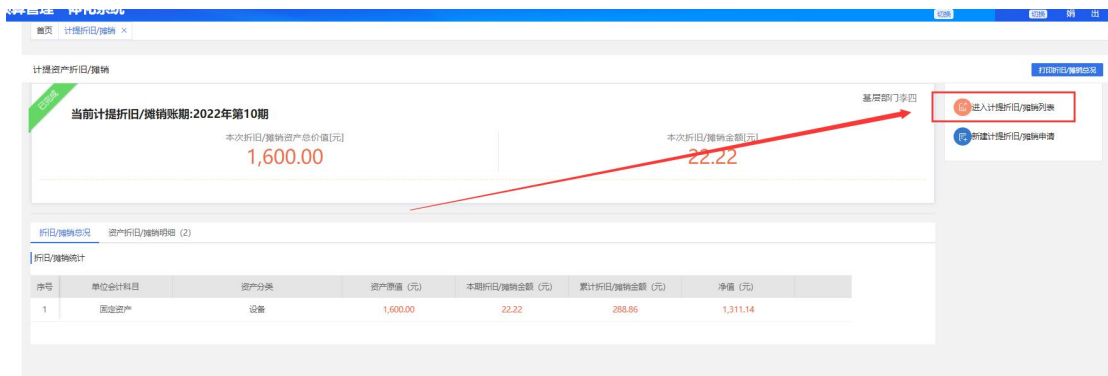 切换 切换
首页 计提折旧/摊销 ×
计提资产折旧/摊销 打印折旧/摊销总况
已完成
当前计提折旧/摊销账期:2022年第10期
基层部门李四
本次折旧/摊销资产总价值[元] 本次折旧/摊销金额[元]
1,600.00 22.22
进入计提折旧/摊销列表
新建计提折旧/摊销申请
折旧/摊销总况 资产折旧/摊销明细 (2)
折旧/摊销统计
序号 单位会计科目 资产分类 资产原值 (元) 本期折旧/摊销金额 (元) 累计折旧/摊销金额 (元) 净值 (元)
1 固定资产 设备 1,600.00 22.22 288.86 1,311.14